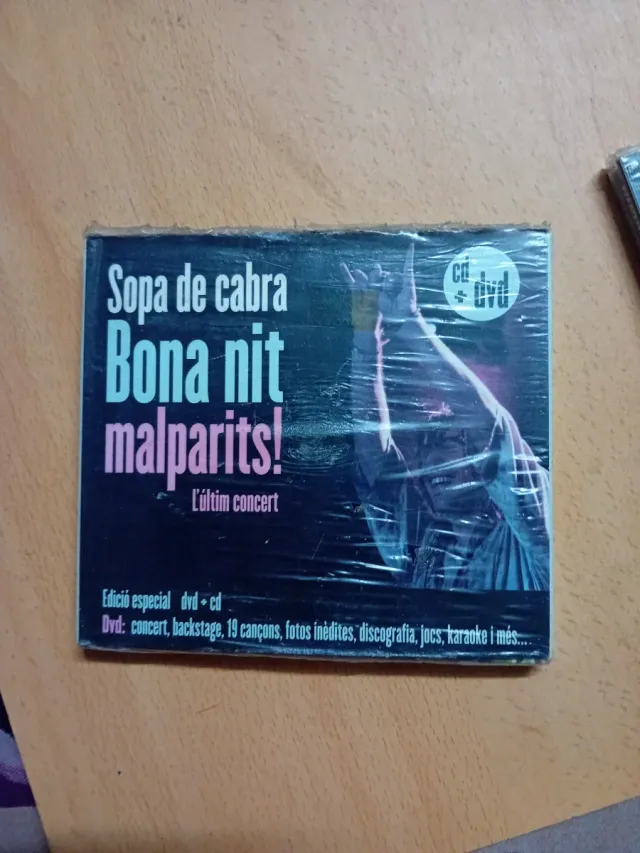 Sopa de cabra
Bona nit
malparits!
L'últim concert
cd
+ dvd
Edició especial dvd + cd
Dvd: concert, backstage, 19 cançons, fotos inèdites, discografia, jocs, karaoke i més...